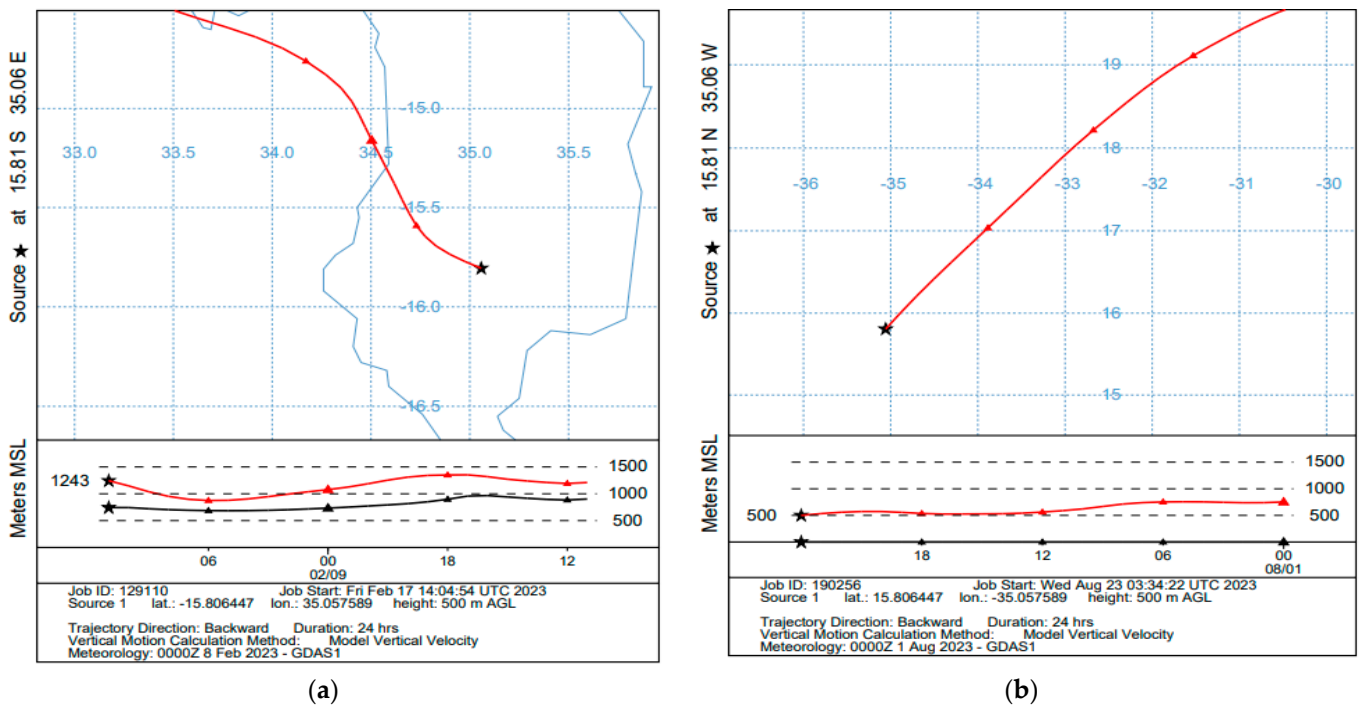 Source ★ at 15.81 S 35.06 E
-15.0
33.0 33.5 34.0 34.5 35.0 35.5
-15.5
-16.0
-16.5
Meters MSL
1243
1500
1000
500
06 00 18 12
02/09
Job ID: 129110 Job Start: Fri Feb 17 14:04:54 UTC 2023
Source 1 lat.: -15.806447 lon.: 35.057589 height: 500 m AGL
Trajectory Direction: Backward Duration: 24 hrs
Vertical Motion Calculation Method: Model Vertical Velocity
Meteorology: 0000Z 8 Feb 2023 - GDAS1
(a)
Source ★ at 15.81 N 35.06 W
19
18
-36 -35 -34 -33 -32 -31 -30
17
16
15
Meters MSL
500
1500
1000
500
18 12 06 00
08/01
Job ID: 190256 Job Start: Wed Aug 23 03:34:22 UTC 2023
Source 1 lat.: 15.806447 lon.: -35.057589 height: 500 m AGL
Trajectory Direction: Backward Duration: 24 hrs
Vertical Motion Calculation Method: Model Vertical Velocity
Meteorology: 0000Z 1 Aug 2023 - GDAS1
(b)